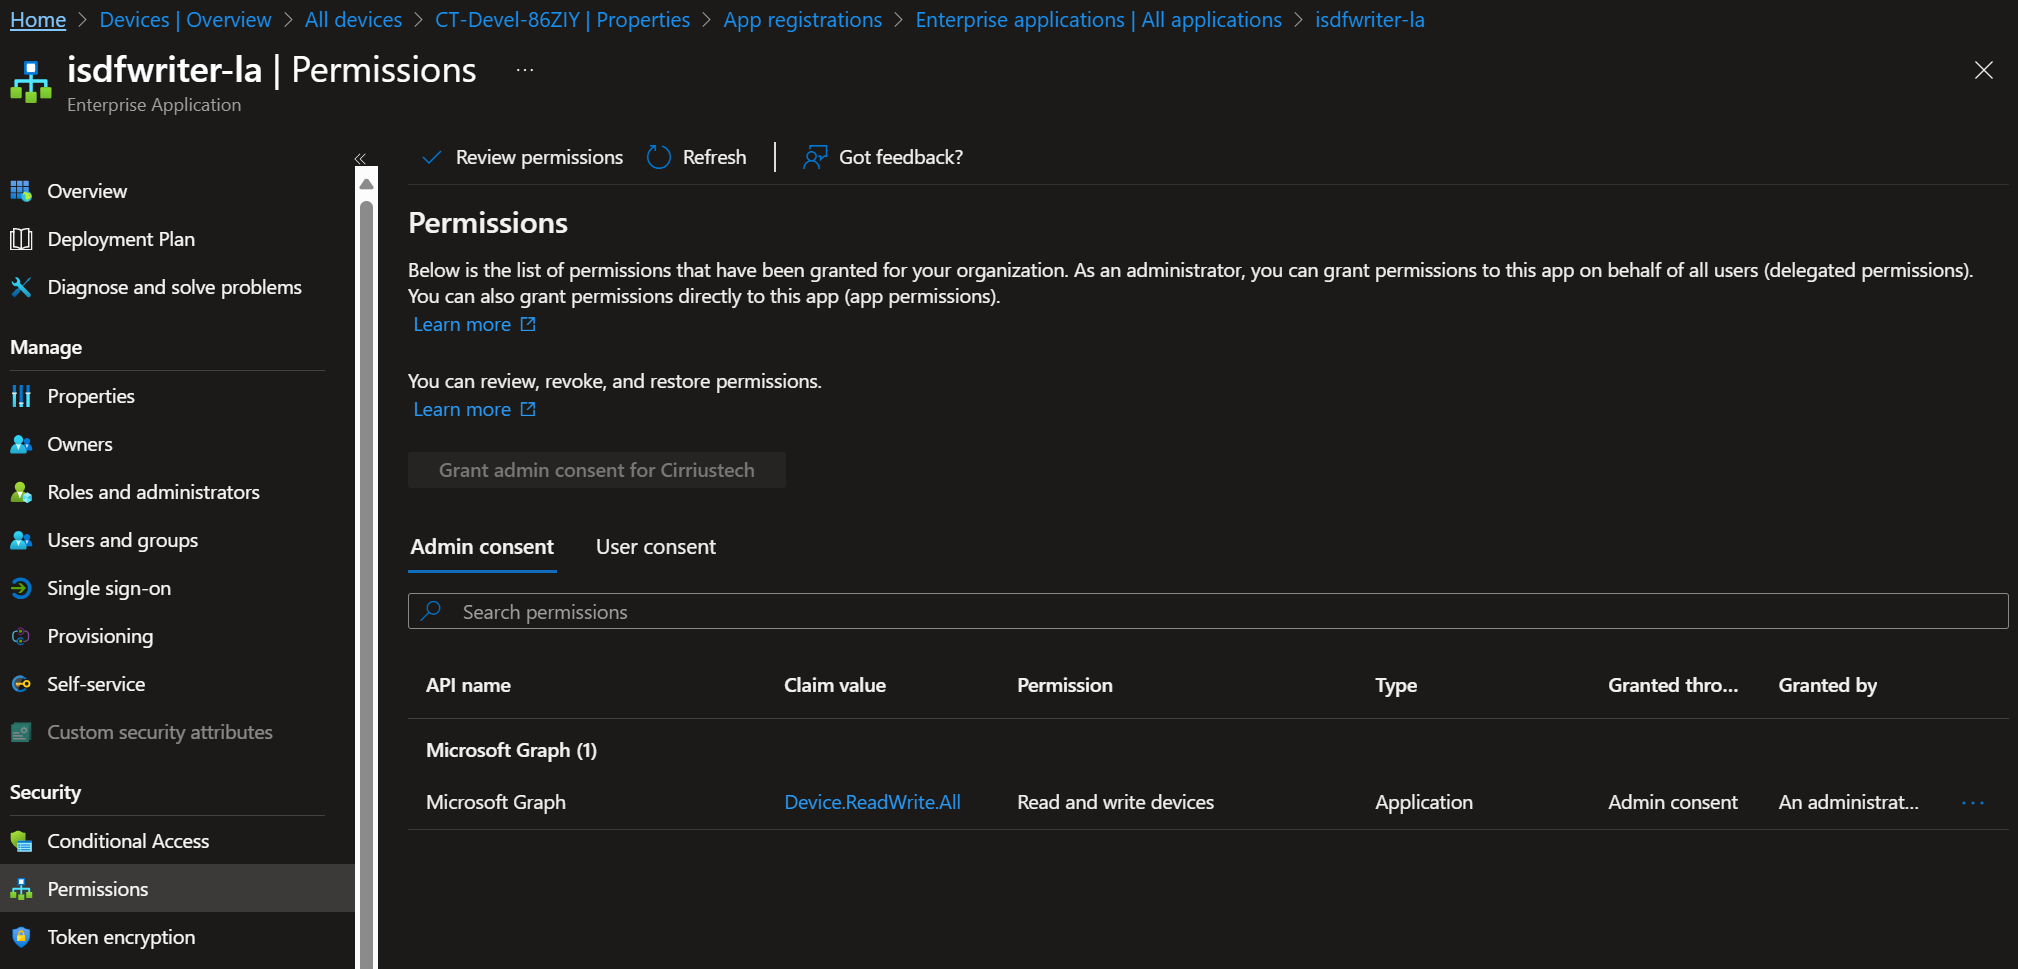 Home > Devices | Overview > All devices > CT-Devel-86ZIY | Properties > App registrations > Enterprise applications | All applications > isdfwriter-la
isdfwriter-la | Permissions ...
Enterprise Application
Overview
Deployment Plan
Diagnose and solve problems
Manage
Properties
Owners
Roles and administrators
Users and groups
Single sign-on
Provisioning
Self-service
Custom security attributes
Security
Conditional Access
Permissions
Token encryption
Review permissions Refresh | Got feedback?
Permissions
Below is the list of permissions that have been granted for your organization. As an administrator, you can grant permissions to this app on behalf of all users (delegated permissions).
You can also grant permissions directly to this app (app permissions).
Learn more
You can review, revoke, and restore permissions.
Learn more
Grant admin consent for Cirriustech
Admin consent User consent
Search permissions
API name Claim value Permission Type Granted thro... Granted by
Microsoft Graph (1)
Microsoft Graph Device.ReadWrite.All Read and write devices Application Admin consent An administrat... ...